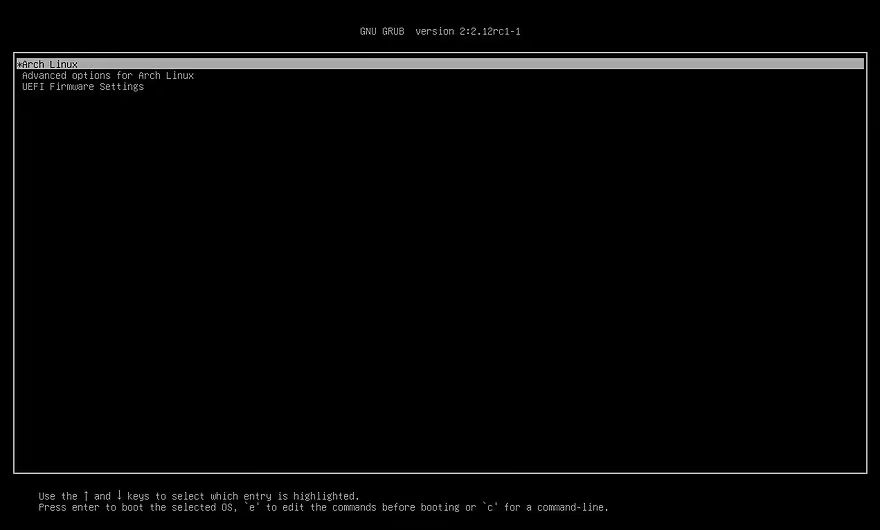 GNU GRUB  version 2:2.12rc1-1
*Arch Linux
Advanced options for Arch Linux
UEFI Firmware Settings
Use the ↑ and ↓ keys to select which entry is highlighted.
Press enter to boot the selected OS, `e' to edit the commands before booting or `c' for a command-line.